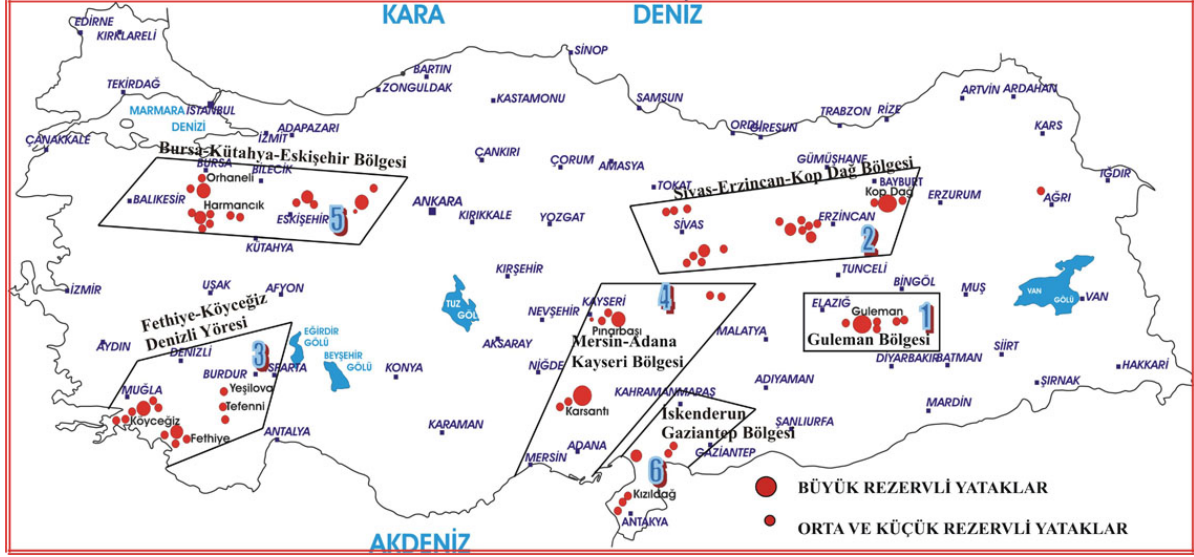 KARA
DENİZ
EDİRNE
KIRKLARELİ
SİNOP
BARTIN
ZONGULDAK
TEKİRDAĞ
KASTAMONU
SAMSUN
ARTVİN
ARDAHAN
MARMARA
DENİZİ
İSTANBUL
TRABZON
RİZE
ORDU
GİRESUN
ÇANAKKALE
İZMİT
ADAPAZARI
KARS
Bursa-Kütahya-Eskişehir Bölgesi
BURSA
BİLECİK
ÇANKIRI
ÇORUM
AMASYA
GÜMÜŞHANE
Sivas-Erzincan-Kop Dağ Bölgesi
TOKAT
BAYBURT
IĞDIR
Orhaneli
Kop Dağ
ERZURUM
AĞRI
BALIKESİR
Harmancık
ESKİŞEHİR
5
ANKARA
KIRIKKALE
YOZGAT
SİVAS
ERZİNCAN
2
KÜTAHYA
TUNCELİ
KIRŞEHİR
BİNGÖL
İZMİR
UŞAK
AFYON
TUZ
GÖL
NEVŞEHİR
KAYSERİ
4
ELAZIĞ
MUŞ
VAN
GÖLÜ
VAN
Fethiye-Köyceğiz
Denizli Yöresi
Pınarbaşı
MALATYA
Guleman
1
Guleman Bölgesi
EĞİRDİR
GÖLÜ
AYDIN
DENİZLİ
3
AKSARAY
Mersin-Adana
Kayseri Bölgesi
SİİRT
BURDUR
ISPARTA
BEYŞEHİR
GÖLÜ
KONYA
NİĞDE
DİYARBAKIR
BATMAN
HAKKARİ
MUĞLA
Yeşilova
KAHRAMANMARAŞ
ADIYAMAN
ŞIRNAK
Köyceğiz
Tefenni
Karsantı
İskenderun
Gaziantep Bölgesi
ŞANLIURFA
MARDİN
Fethiye
ANTALYA
KARAMAN
MERSİN
ADANA
GAZİANTEP
6
Kızıldağ
ANTAKYA
BÜYÜK REZERVLİ YATAKLAR
ORTA VE KÜÇÜK REZERVLİ YATAKLAR
AKDENİZ